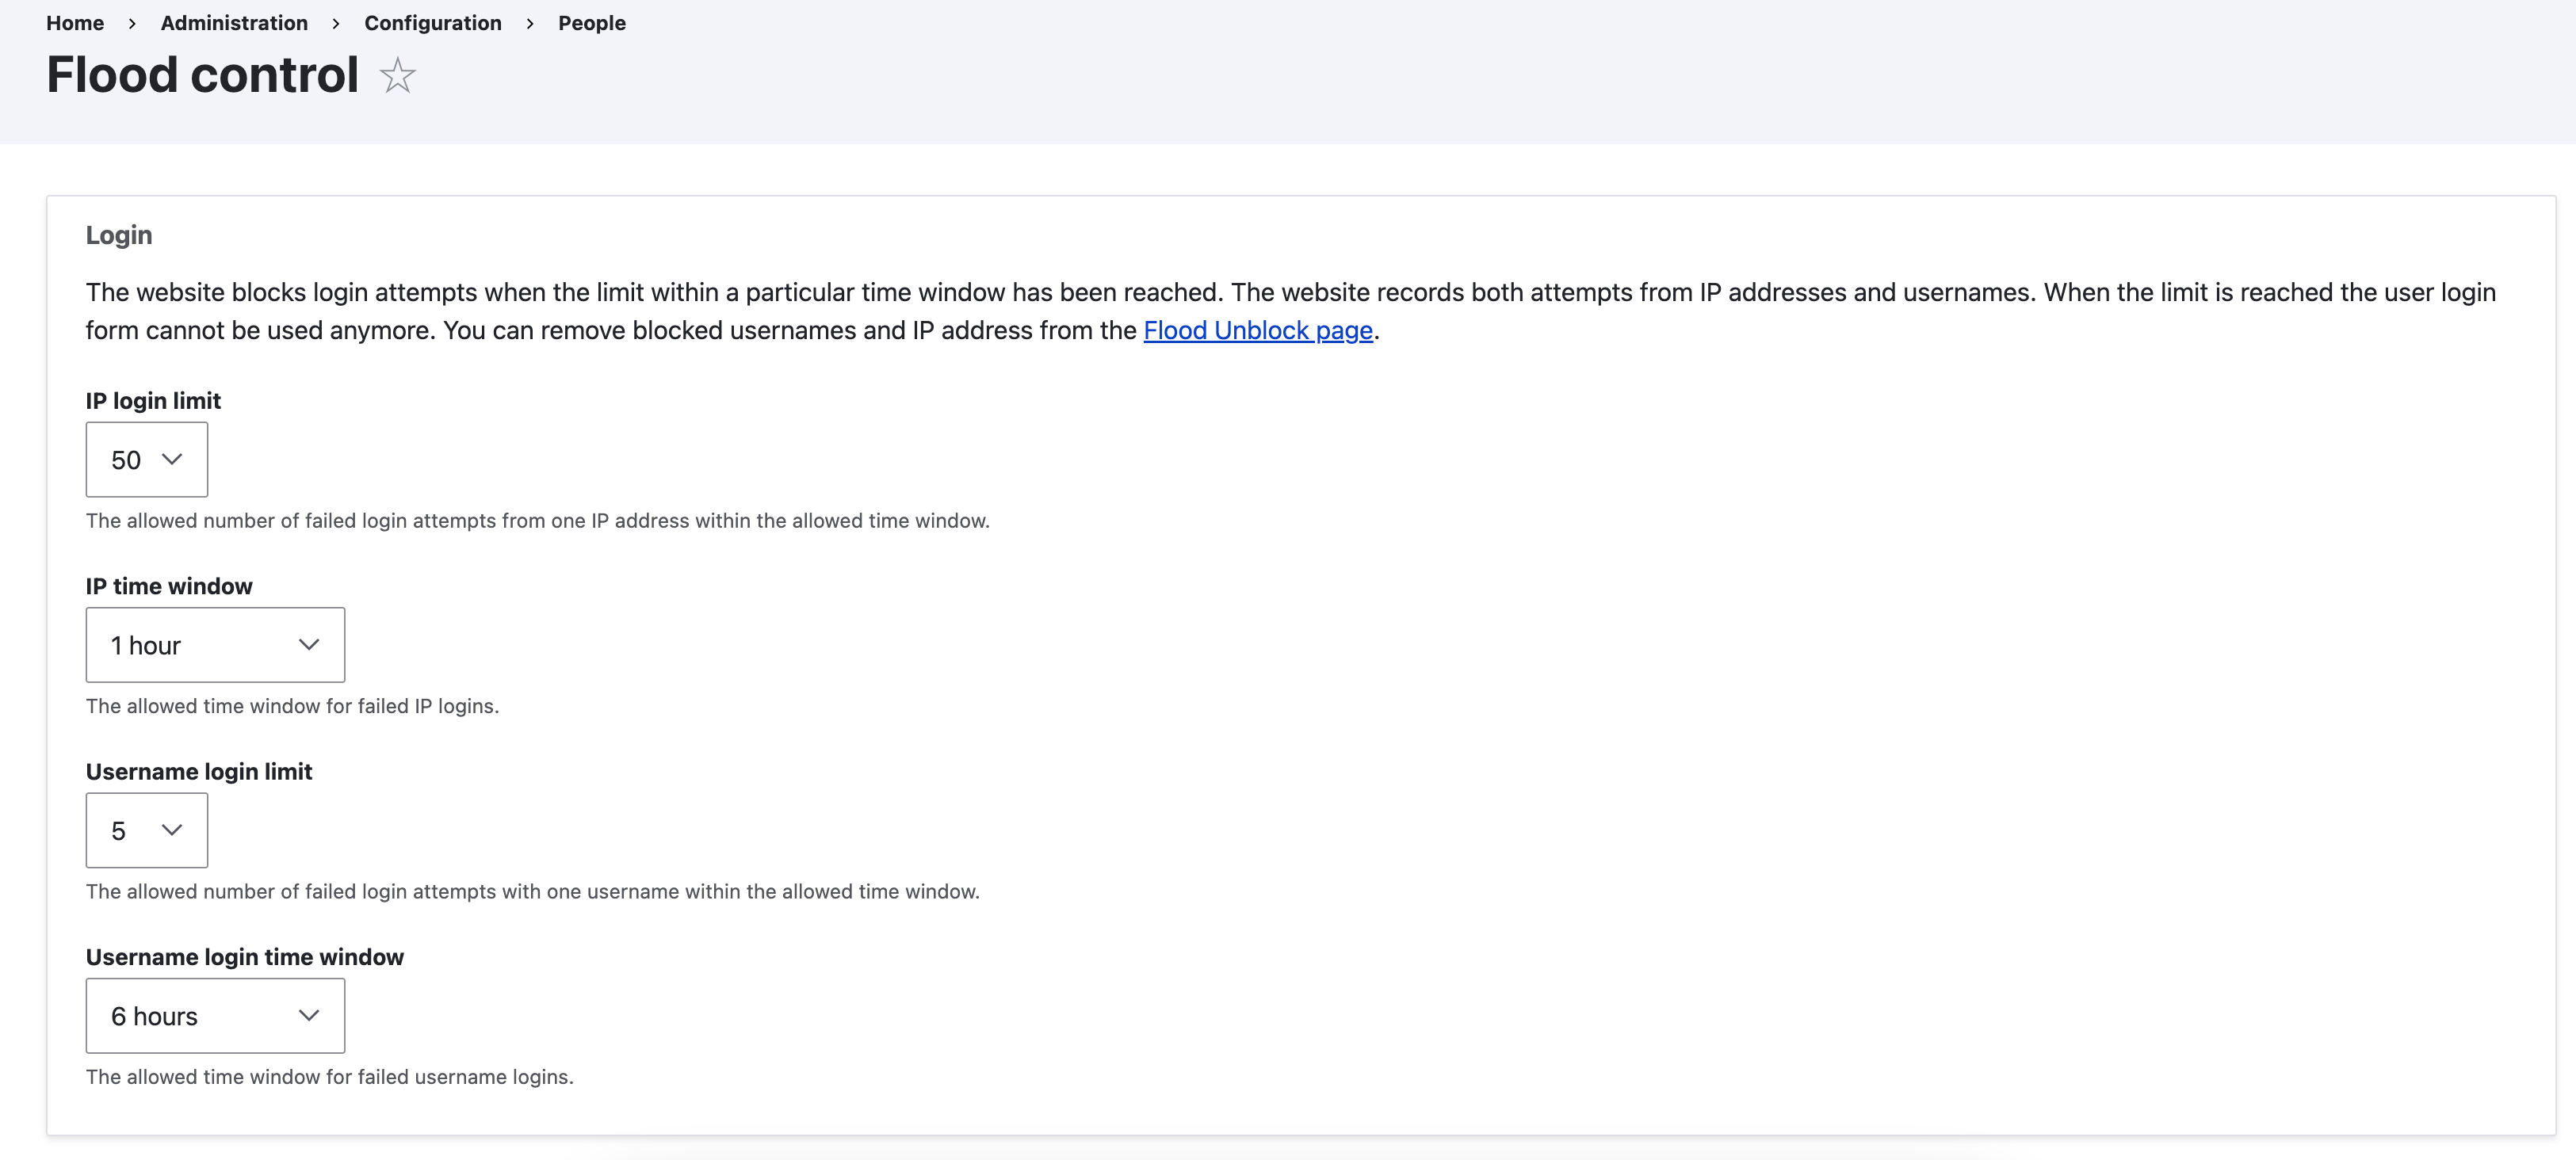 Home > Administration > Configuration > People
Flood control
Login
The website blocks login attempts when the limit within a particular time window has been reached. The website records both attempts from IP addresses and usernames. When the limit is reached the user login
form cannot be used anymore. You can remove blocked usernames and IP address from the Flood Unblock page.
IP login limit
50
The allowed number of failed login attempts from one IP address within the allowed time window.
IP time window
1 hour
The allowed time window for failed IP logins.
Username login limit
5
The allowed number of failed login attempts with one username within the allowed time window.
Username login time window
6 hours
The allowed time window for failed username logins.